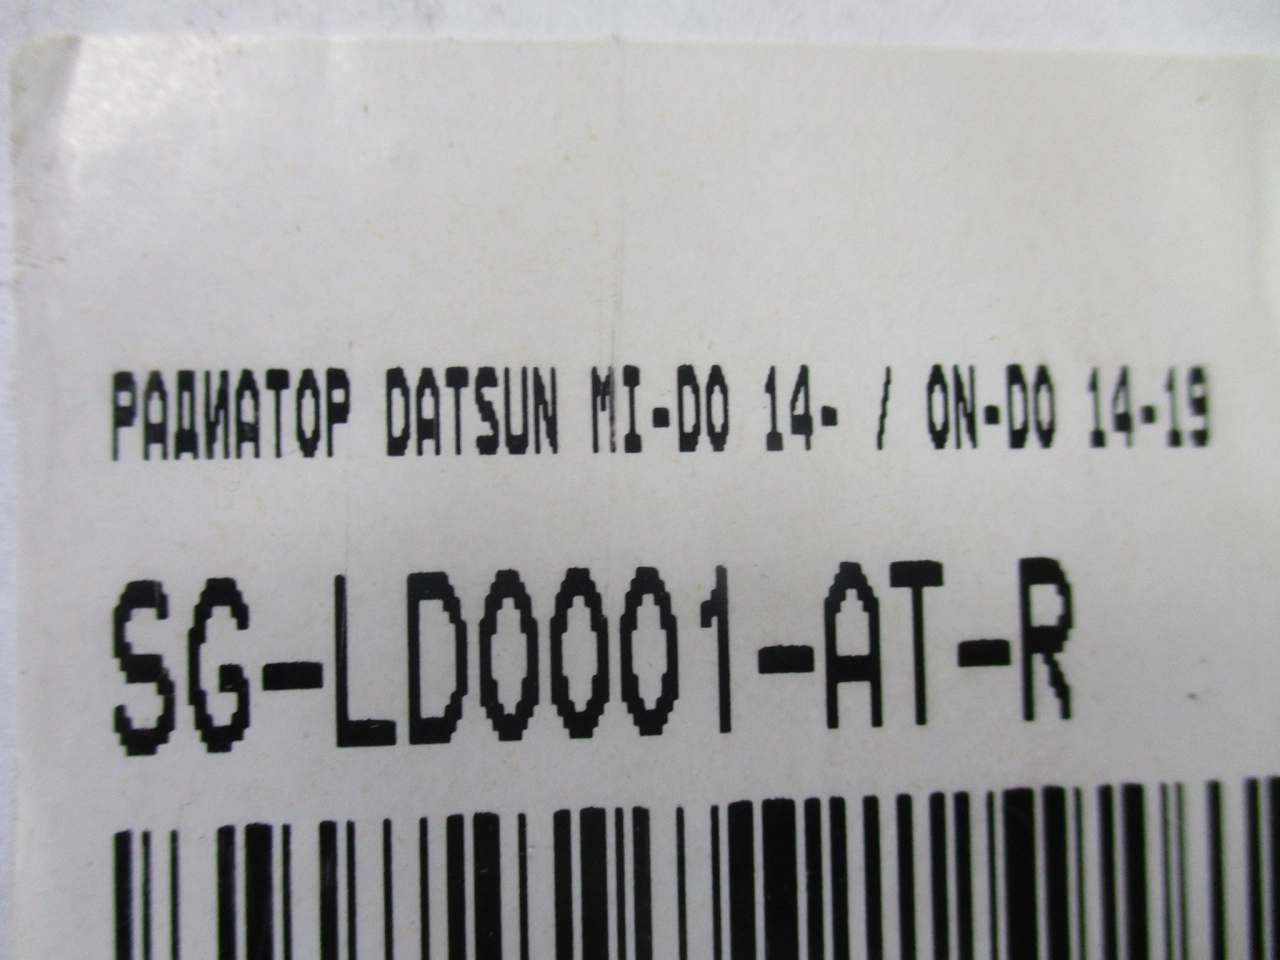 РАДИАТОР DATSUN MI-DO 14- / ON-DO 14-19
SG-LD0001-AT-R